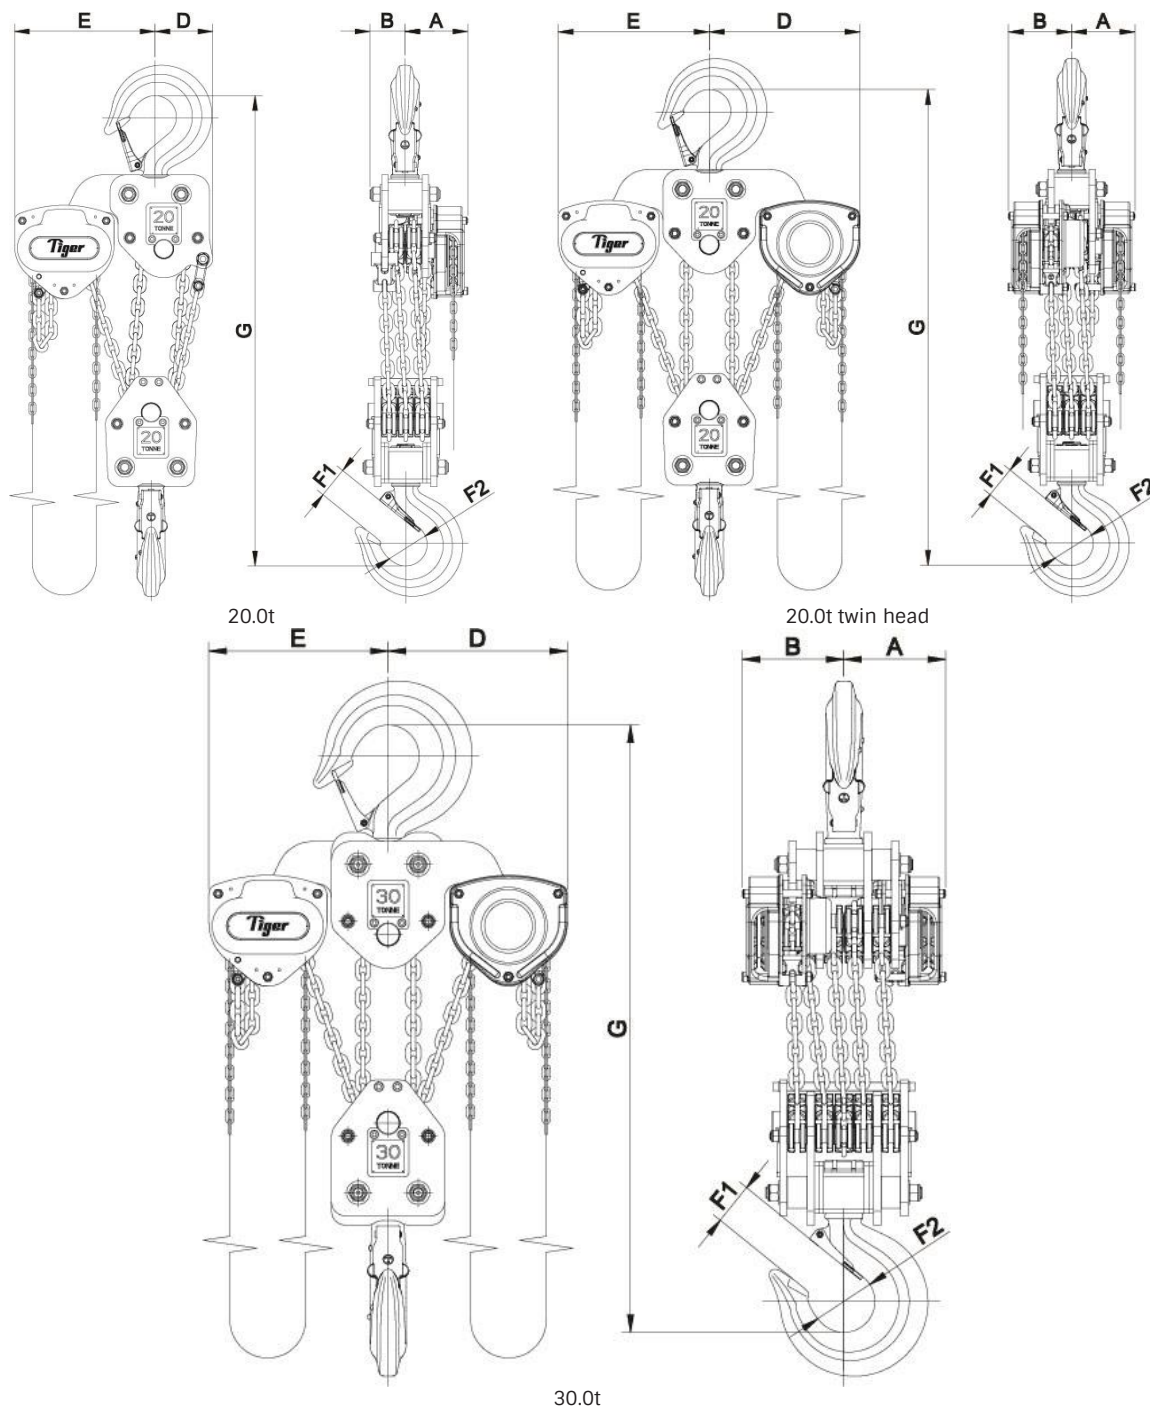 E D B A E D B A
20
TONNE
20
TONNE
Tiger
Tiger
G
G
20
TONNE
20
TONNE
F1
F2
F1
F2
20.0t
20.0t twin head
E D B A
30
TONNE
Tiger
G
30
TONNE
F1
F2
30.0t